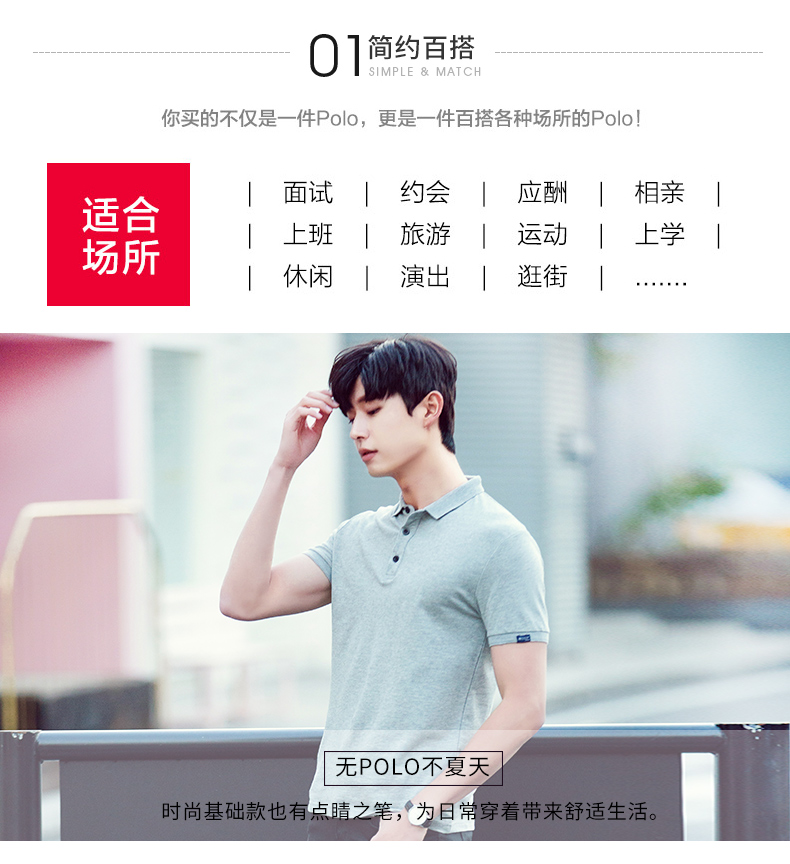 01 简约百搭
SIMPLE & MATCH
你买的不仅是一件Polo，更是一件百搭各种场所的Polo！
适合
场所
| 面试 | 约会 | 应酬 | 相亲 |
| 上班 | 旅游 | 运动 | 上学 |
| 休闲 | 演出 | 逛街 | .......
无POLO不夏天
时尚基础款也有点睛之笔，为日常穿着带来舒适生活。